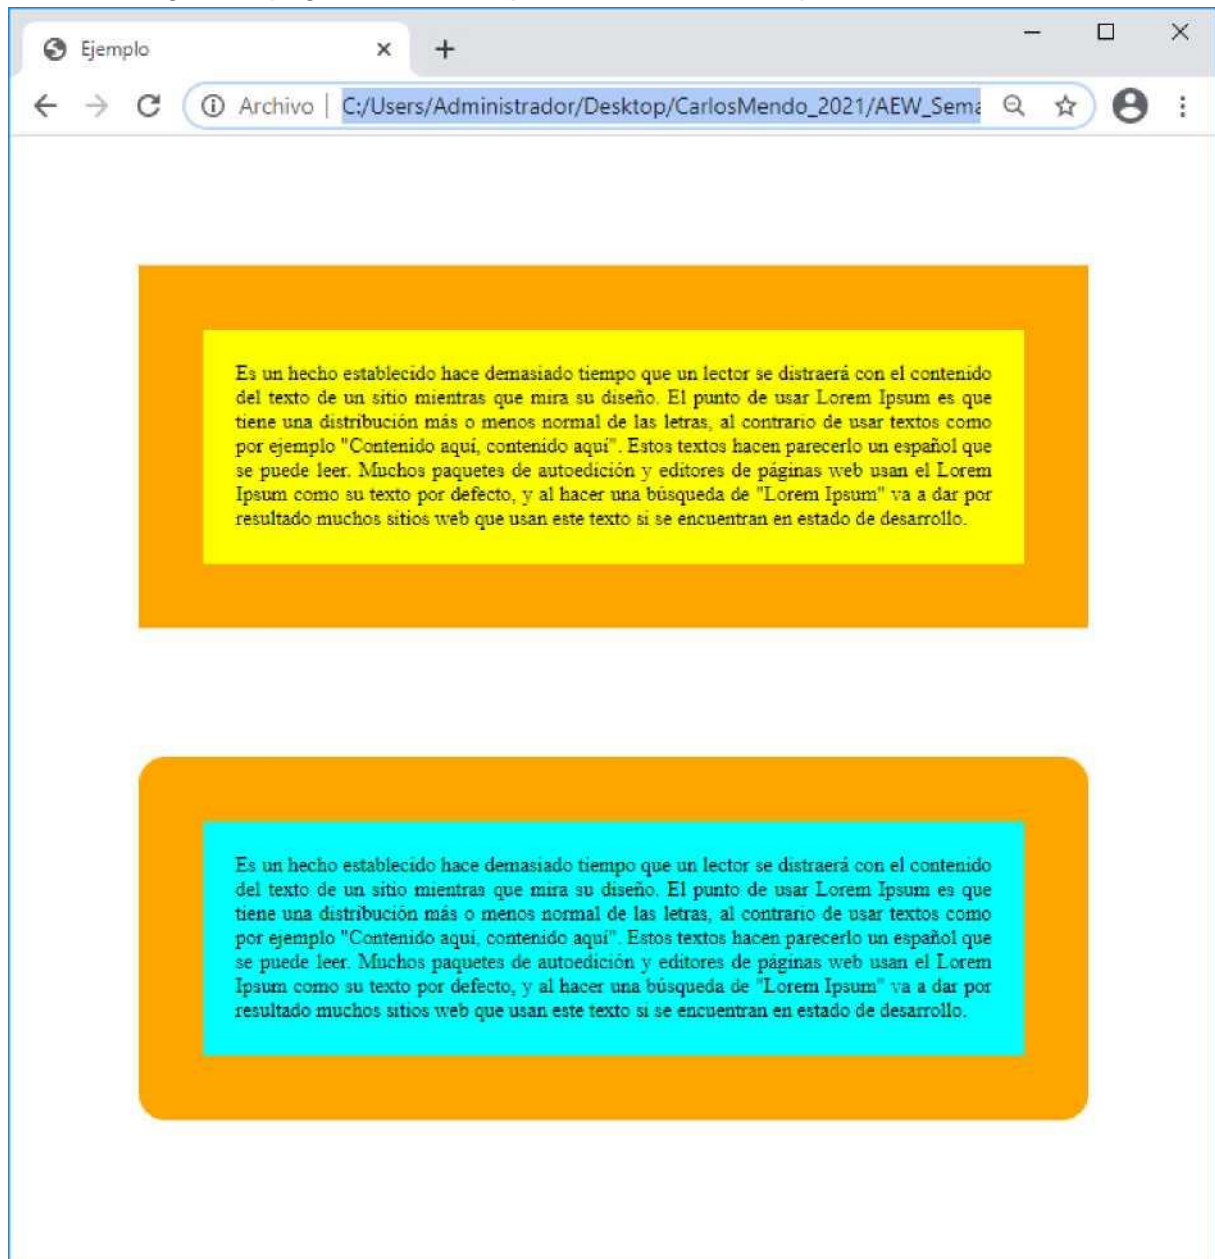 Ejemplo
Archivo
C:/Users/Administrador/Desktop/CarlosMendo_2021/AEW_Sema
Es un hecho establecido hace demasiado tiempo que un lector se distraerá con el contenido
del texto de un sitio mientras que mira su diseño. El punto de usar Lorem Ipsum es que
tiene una distribución más o menos normal de las letras, al contrario de usar textos como
por ejemplo "Contenido aquí, contenido aquí". Estos textos hacen parecerlo un español que
se puede leer. Muchos paquetes de autoedición y editores de páginas web usan el Lorem
Ipsum como su texto por defecto, y al hacer una búsqueda de "Lorem Ipsum" va a dar por
resultado muchos sitios web que usan este texto si se encuentran en estado de desarrollo.
Es un hecho establecido hace demasiado tiempo que un lector se distraerá con el contenido
del texto de un sitio mientras que mira su diseño. El punto de usar Lorem Ipsum es que
tiene una distribución más o menos normal de las letras, al contrario de usar textos como
por ejemplo "Contenido aquí, contenido aquí". Estos textos hacen parecerlo un español que
se puede leer. Muchos paquetes de autoedición y editores de páginas web usan el Lorem
Ipsum como su texto por defecto, y al hacer una búsqueda de "Lorem Ipsum" va a dar por
resultado muchos sitios web que usan este texto si se encuentran en estado de desarrollo.